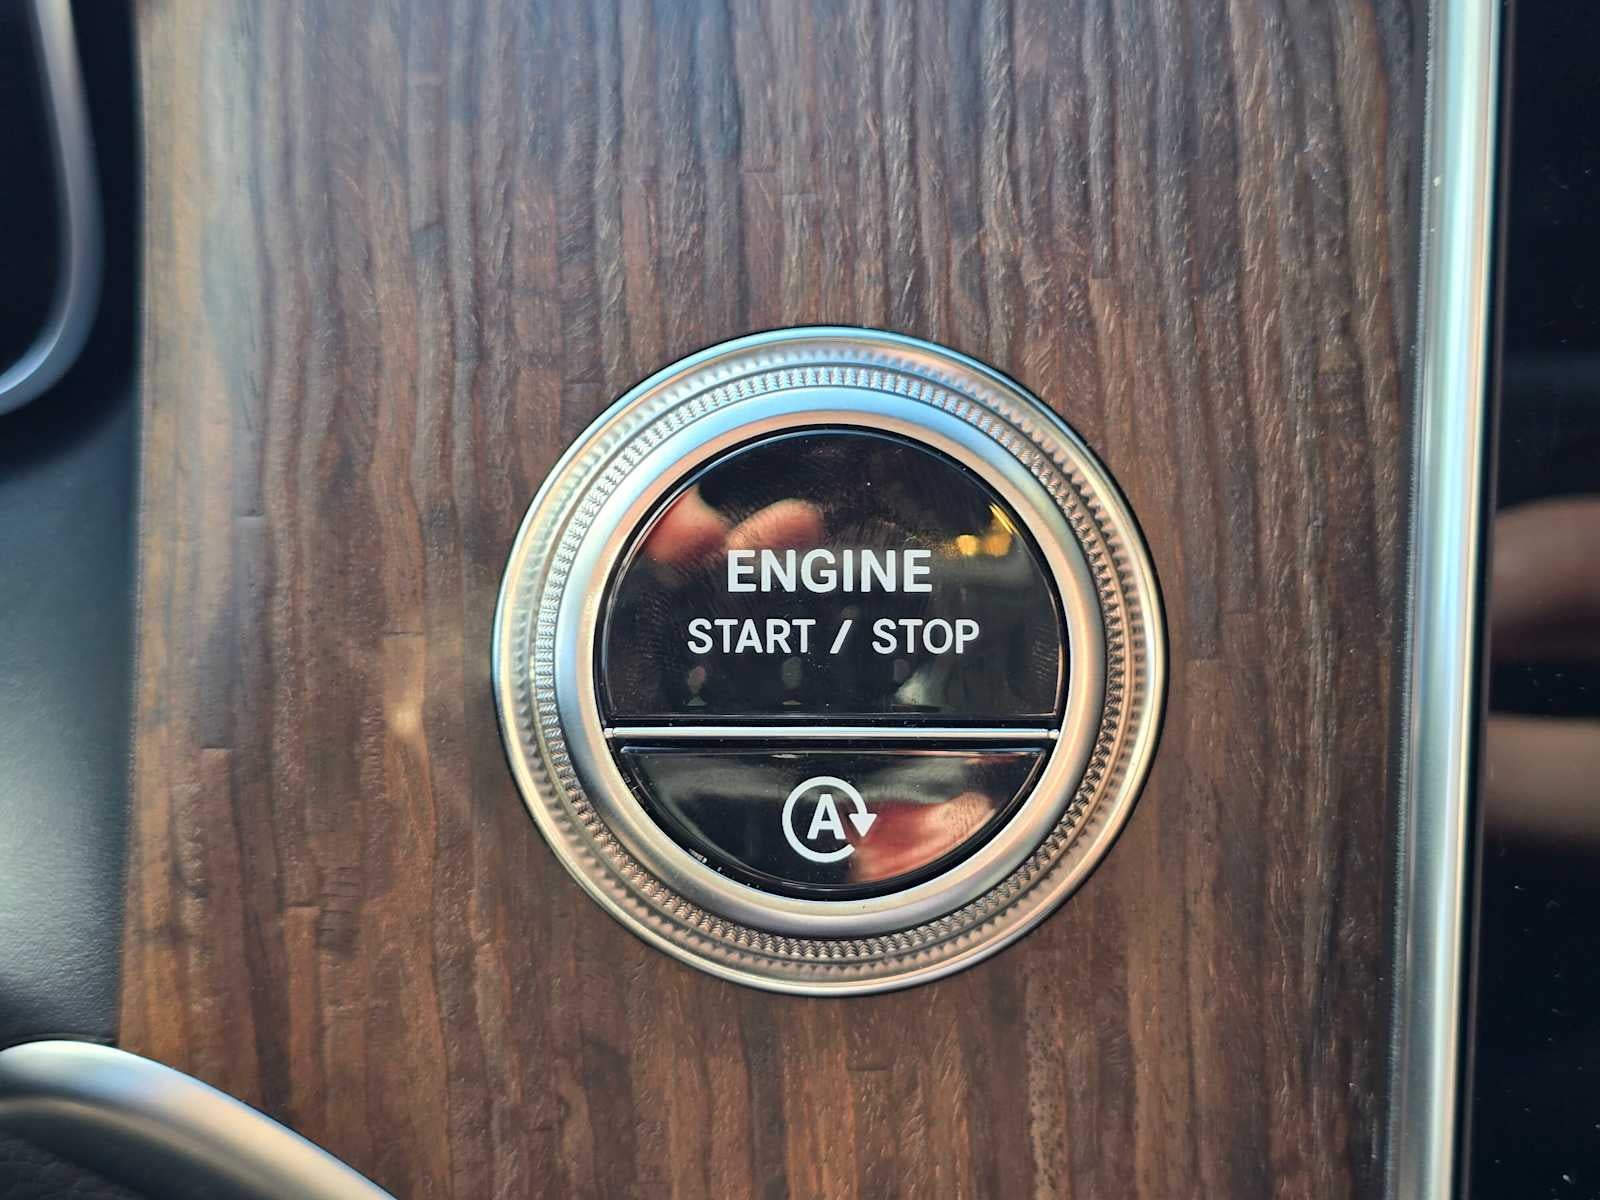 ENGINE
START / STOP
A